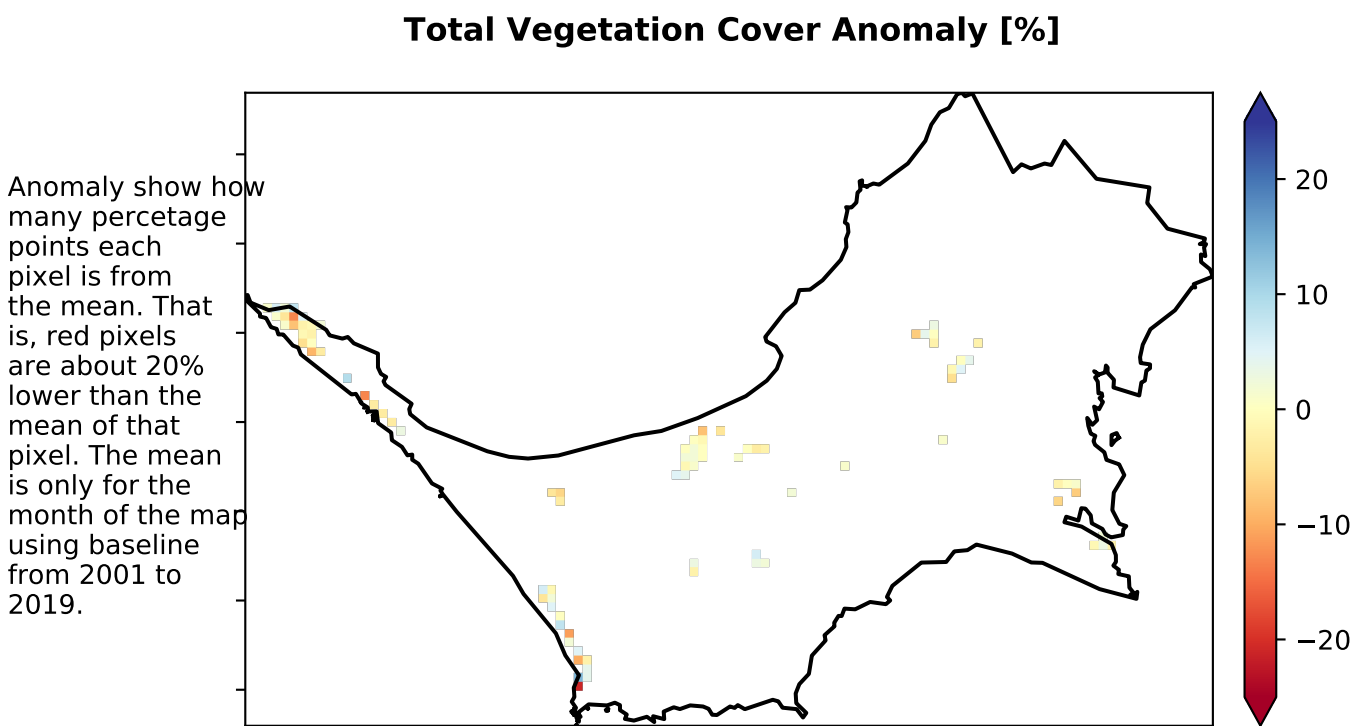 Total Vegetation Cover Anomaly [%]
Anomaly show how
many percetage
points each
pixel is from
the mean. That
is, red pixels
are about 20%
lower than the
mean of that
pixel. The mean
is only for the
month of the map
using baseline
from 2001 to
2019.
20
10
0
−10
−20